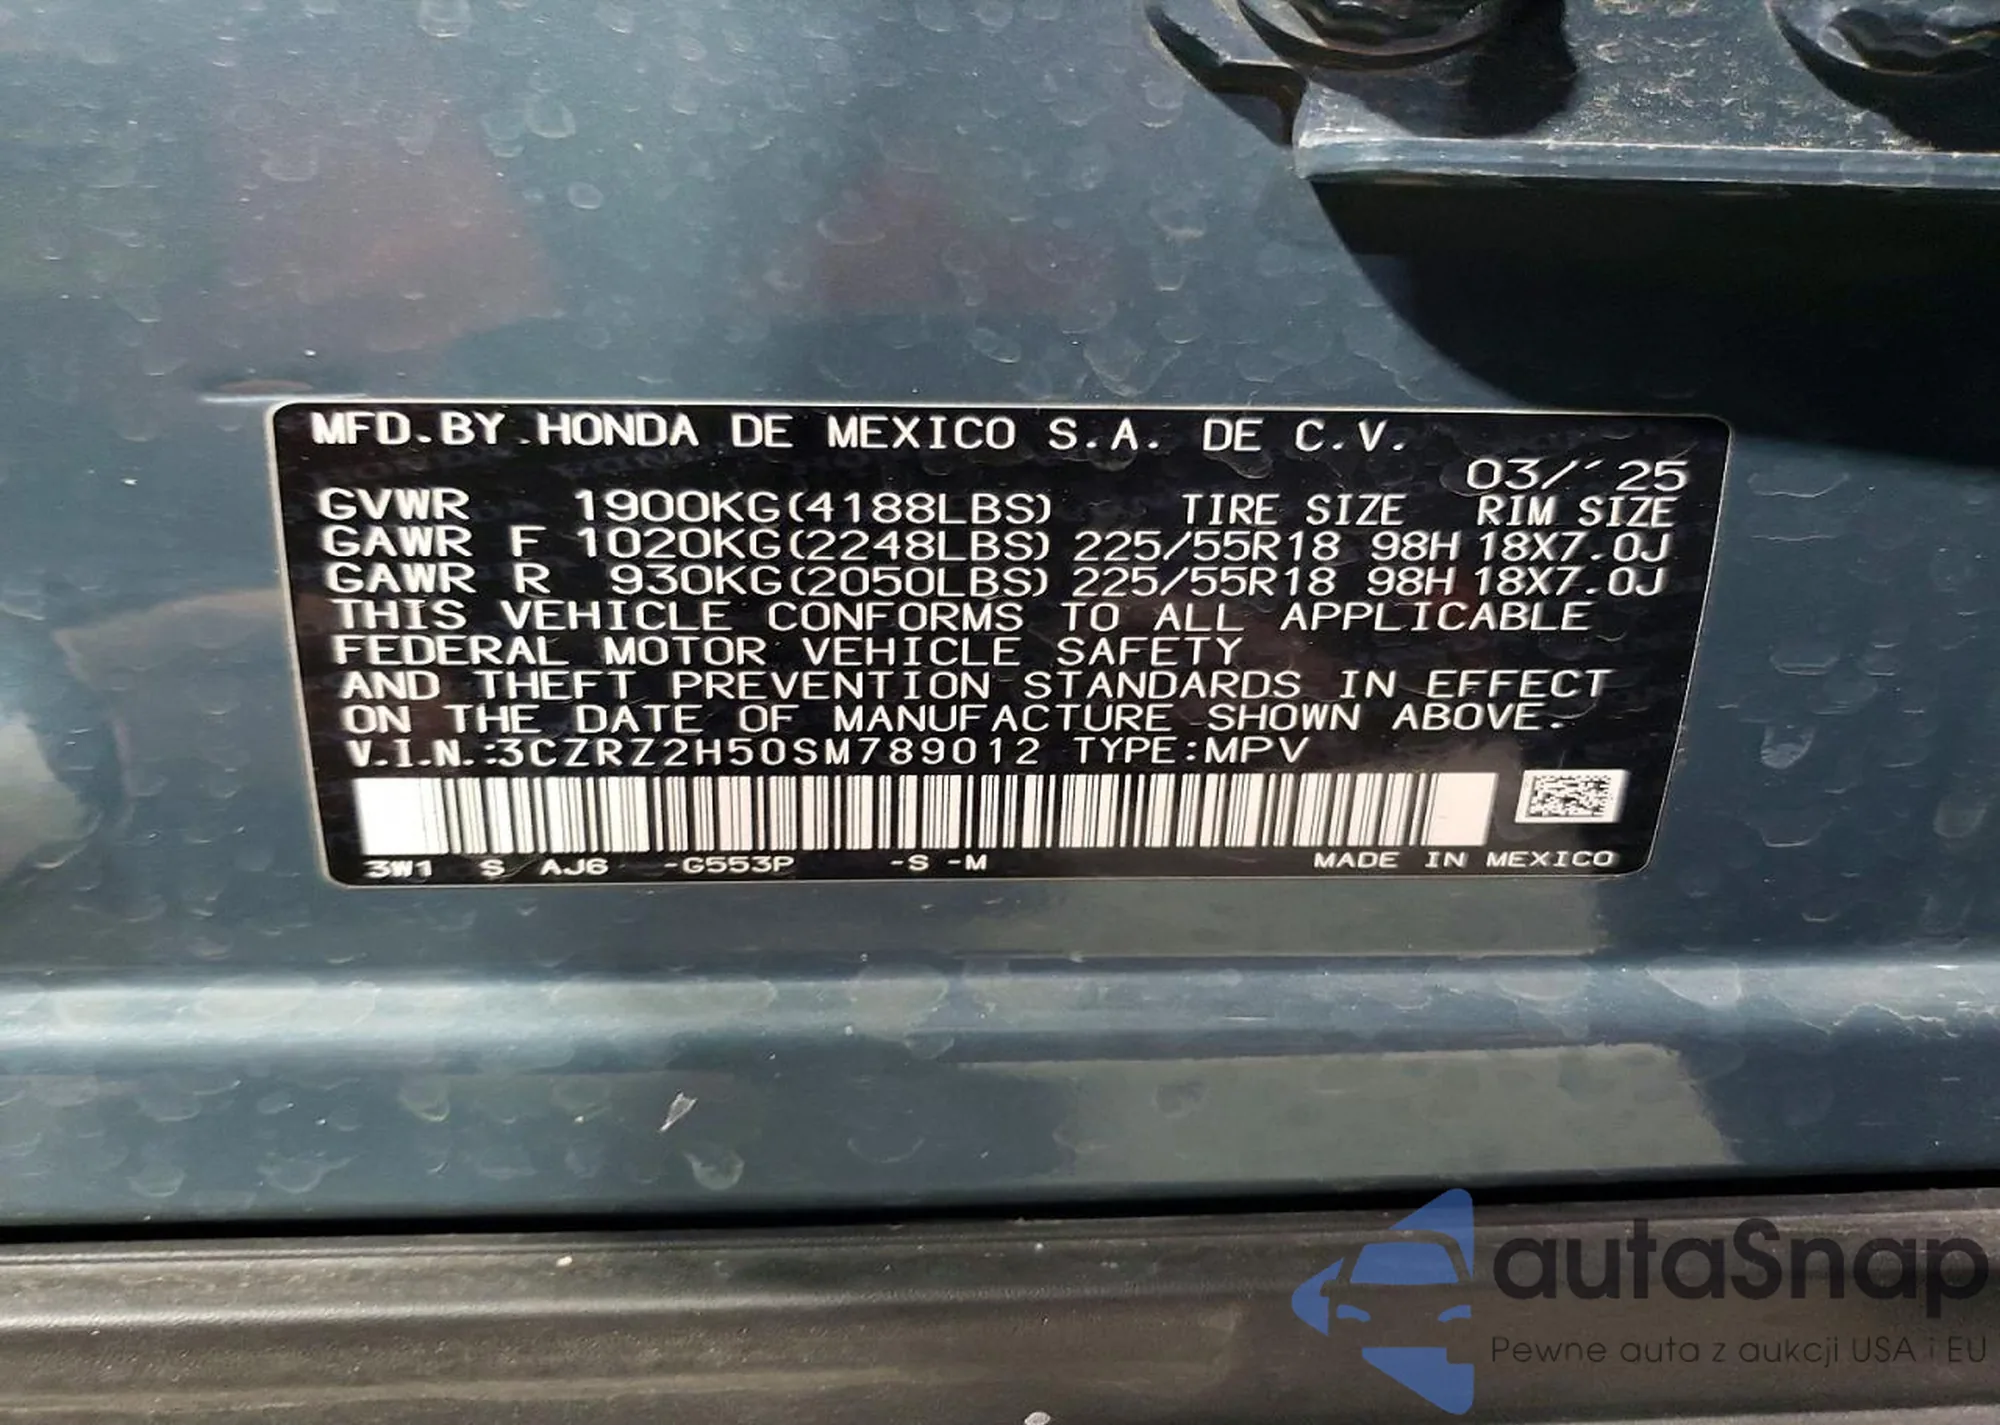 MFD.BY HONDA DE MEXICO S.A. DE C.V.
03/'25
GVWR 1900KG(4188LBS) TIRE SIZE RIM SIZE
GAWR F 1020KG(2248LBS) 225/55R18 98H 18X7.0J
GAWR R 930KG(2050LBS) 225/55R18 98H 18X7.0J
THIS VEHICLE CONFORMS TO ALL APPLICABLE
FEDERAL MOTOR VEHICLE SAFETY
AND THEFT PREVENTION STANDARDS IN EFFECT
ON THE DATE OF MANUFACTURE SHOWN ABOVE.
V.I.N.:3CZRZ2H50SM789012 TYPE:MPV
3W1 S AJ6 -G553P -S -M MADE IN MEXICO
autaSnap
Pewne auta z aukcji USA i EU